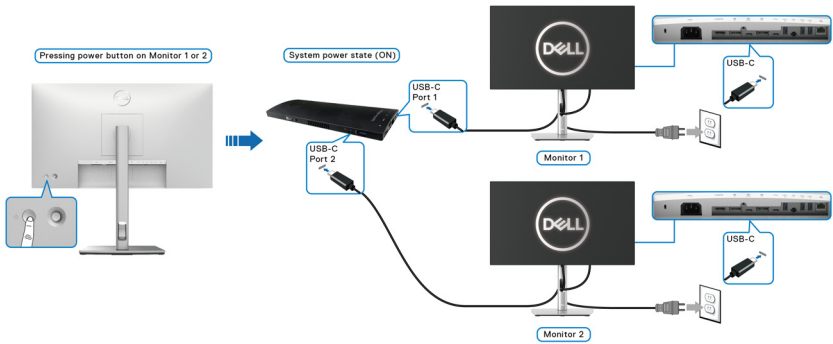 Pressing power button on Monitor 1 or 2
System power state (ON)
USB-C
Port 1
USB-C
Port 2
DELL
USB-C
Monitor 1
DELL
USB-C
Monitor 2